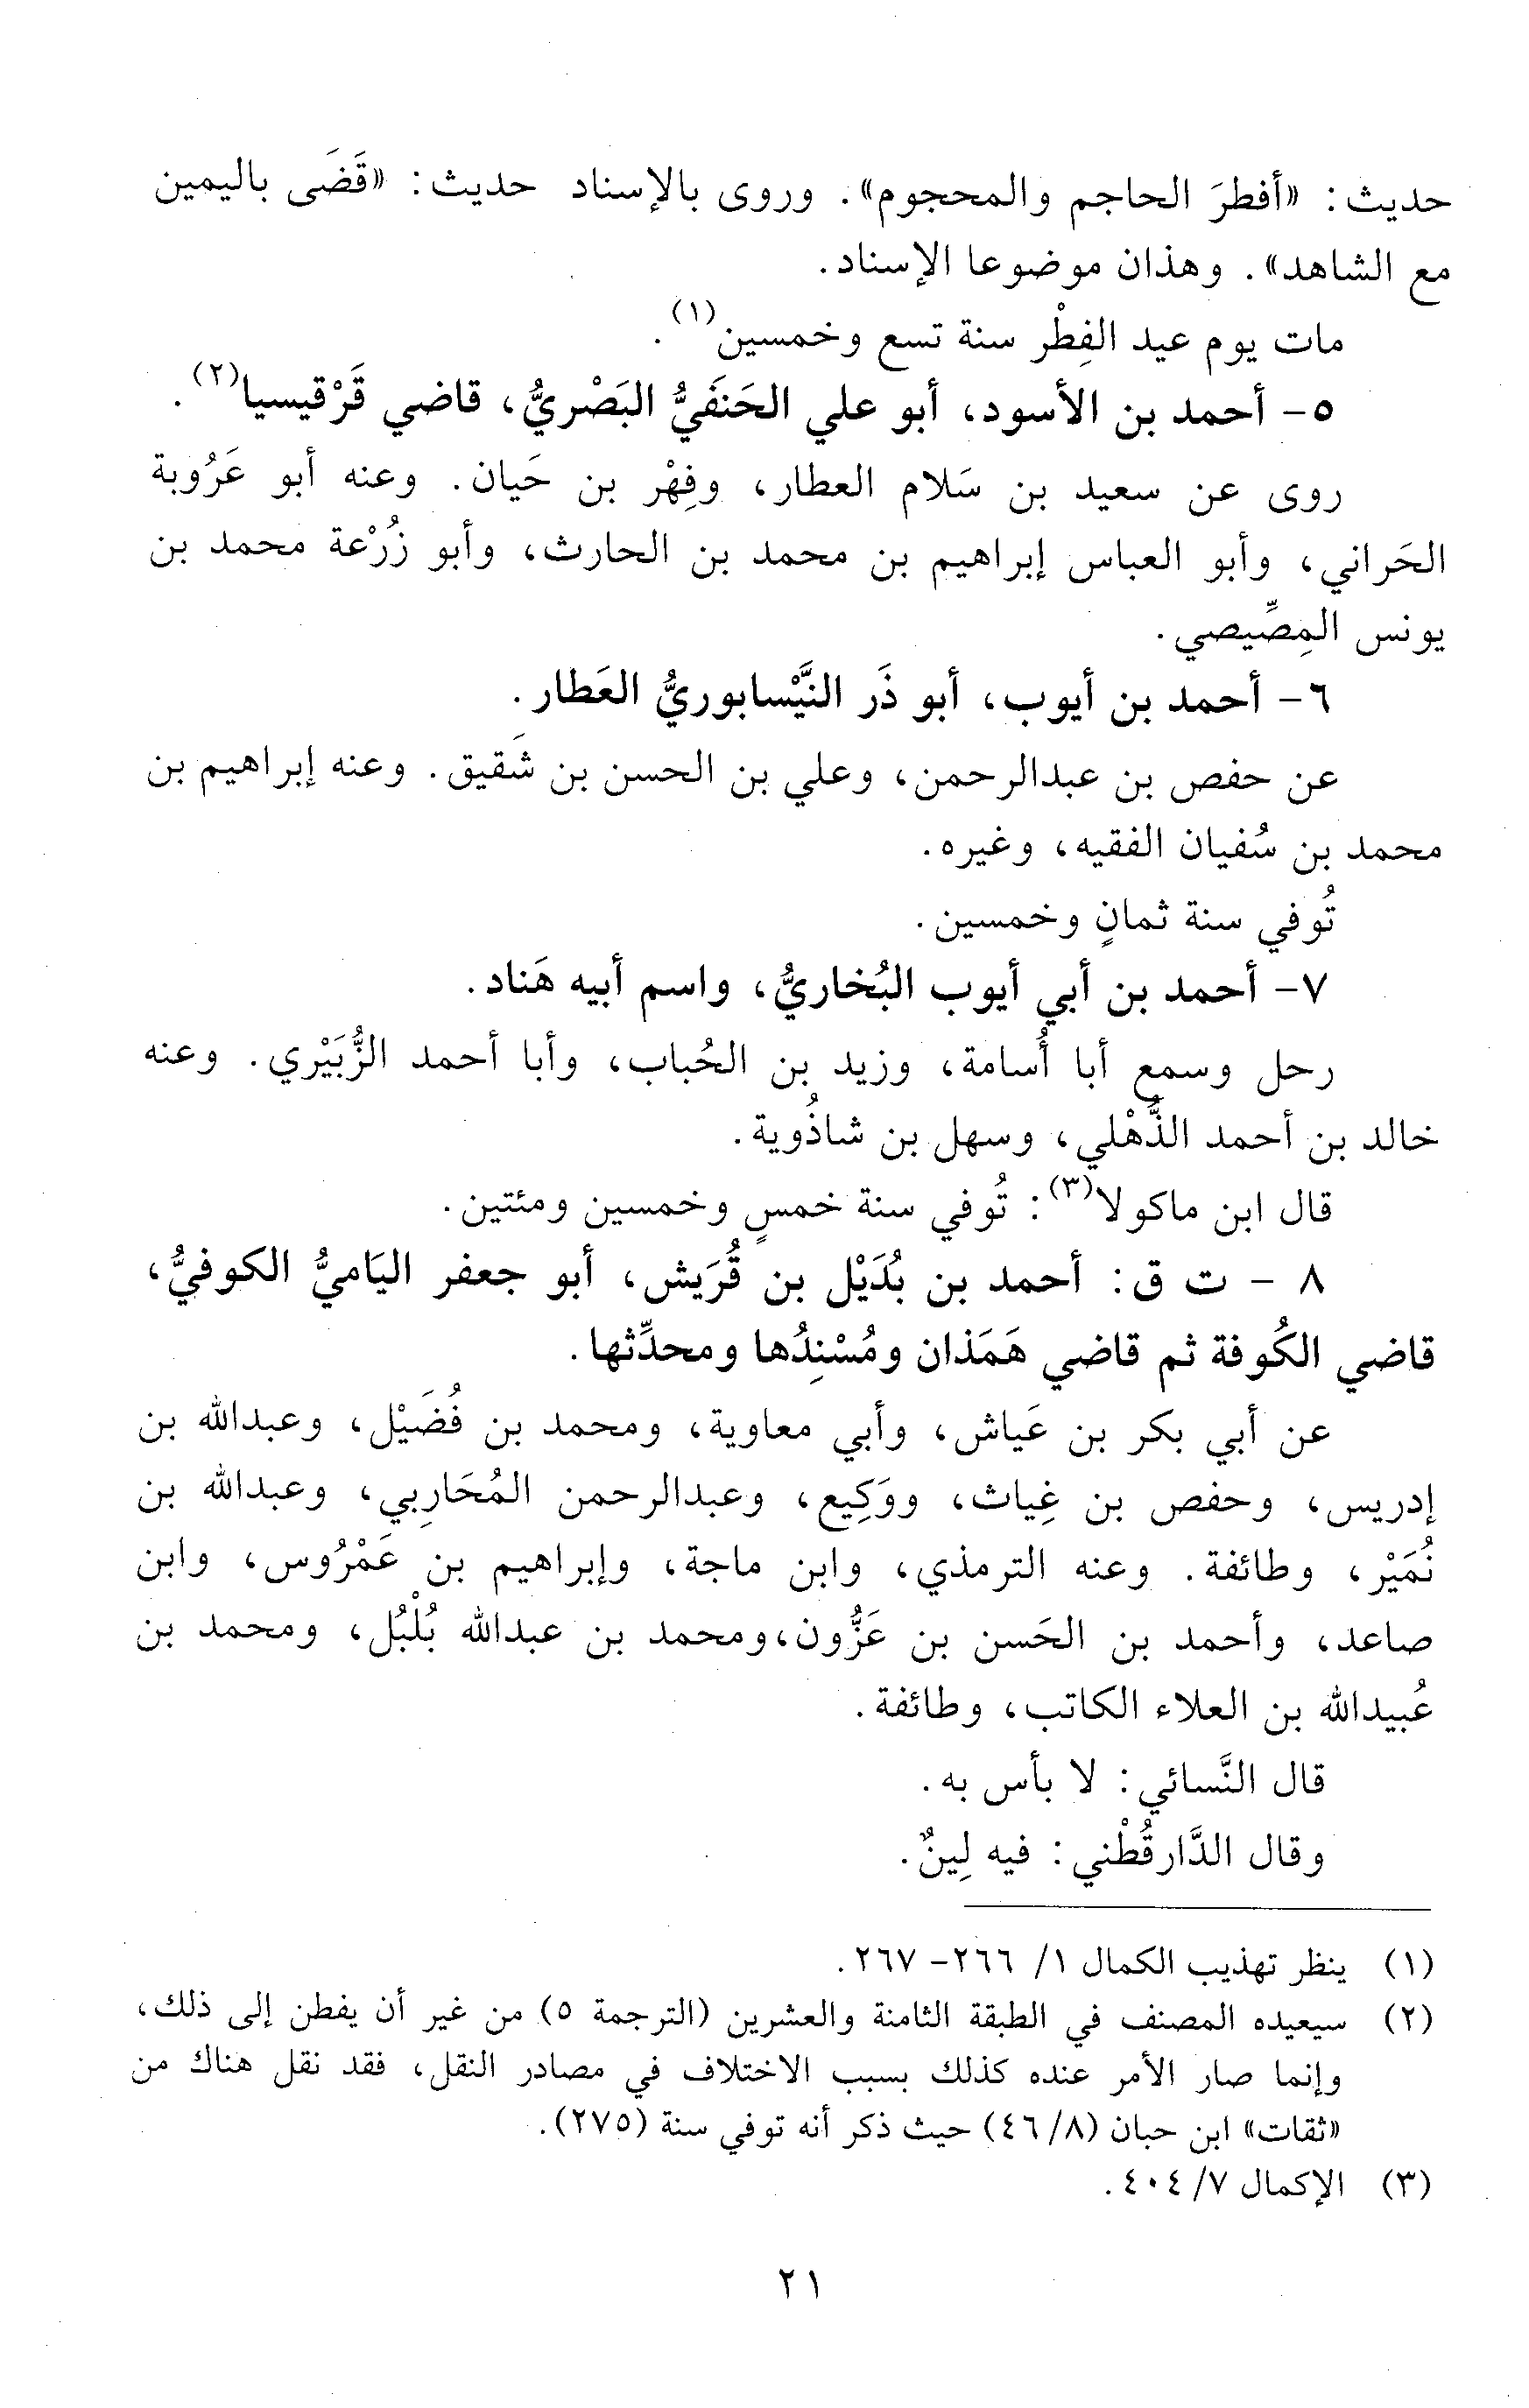 حديث: «أفطرَ الحاجم والمحجوم». وروى بالإسناد حديث: «قَضَى باليمين
مع الشاهد». وهذان موضوعا الإسناد.
مات يوم عيد الفِطْر سنة تسع وخمسين(١).
٥- أحمد بن الأسود، أبو علي الحَنَفيُّ البَصْريُّ، قاضي قَرْقيسيا(٢).
روى عن سعيد بن سَلام العطار، وفِهْر بن حَيان. وعنه أبو عَرُوبة
الحَراني، وأبو العباس إبراهيم بن محمد بن الحارث، وأبو زُرْعة محمد بن
يونس المِصِّيصي.
٦- أحمد بن أيوب، أبو ذَر النَّيْسابوريُّ العَطار.
عن حفص بن عبدالرحمن، وعلي بن الحسن بن شَقيق. وعنه إبراهيم بن
محمد بن سُفيان الفقيه، وغيره.
تُوفي سنة ثمانٍ وخمسين.
٧- أحمد بن أبي أيوب البُخاريُّ، واسم أبيه هَناد.
رحل وسمع أبا أُسامة، وزيد بن الحُباب، وأبا أحمد الزُّبَيْري. وعنه
خالد بن أحمد الذُّهْلي، وسهل بن شاذُوية.
قال ابن ماكولا(٣): تُوفي سنة خمسٍ وخمسين ومئتين.
٨ - ت ق: أحمد بن بُدَيْل بن قُرَيش، أبو جعفر اليَاميُّ الكوفيُّ،
قاضي الكُوفة ثم قاضي هَمَذان ومُسْنِدُها ومحدِّثها.
عن أبي بكر بن عَياش، وأبي معاوية، ومحمد بن فُضَيْل، وعبدالله بن
إدريس، وحفص بن غِياث، ووَكِيع، وعبدالرحمن المُحَارِبي، وعبدالله بن
نُمَيْر، وطائفة. وعنه الترمذي، وابن ماجة، وإبراهيم بن عَمْرُوس، وابن
صاعد، وأحمد بن الحَسن بن عَزُّون،ومحمد بن عبدالله بُلْبُل، ومحمد بن
عُبيدالله بن العلاء الكاتب، وطائفة.
قال النَّسائي: لا بأس به.
وقال الدَّارقُطْني: فيه لِينٌ.
(١) ينظر تهذيب الكمال ١/ ٢٦٦- ٢٦٧.
(٢) سيعيده المصنف في الطبقة الثامنة والعشرين (الترجمة ٥) من غير أن يفطن إلى ذلك،
وإنما صار الأمر عنده كذلك بسبب الاختلاف في مصادر النقل، فقد نقل هناك من
«ثقات» ابن حبان (٨/ ٤٦) حيث ذكر أنه توفي سنة (٢٧٥).
(٣) الإكمال ٧/ ٤٠٤.
٢١